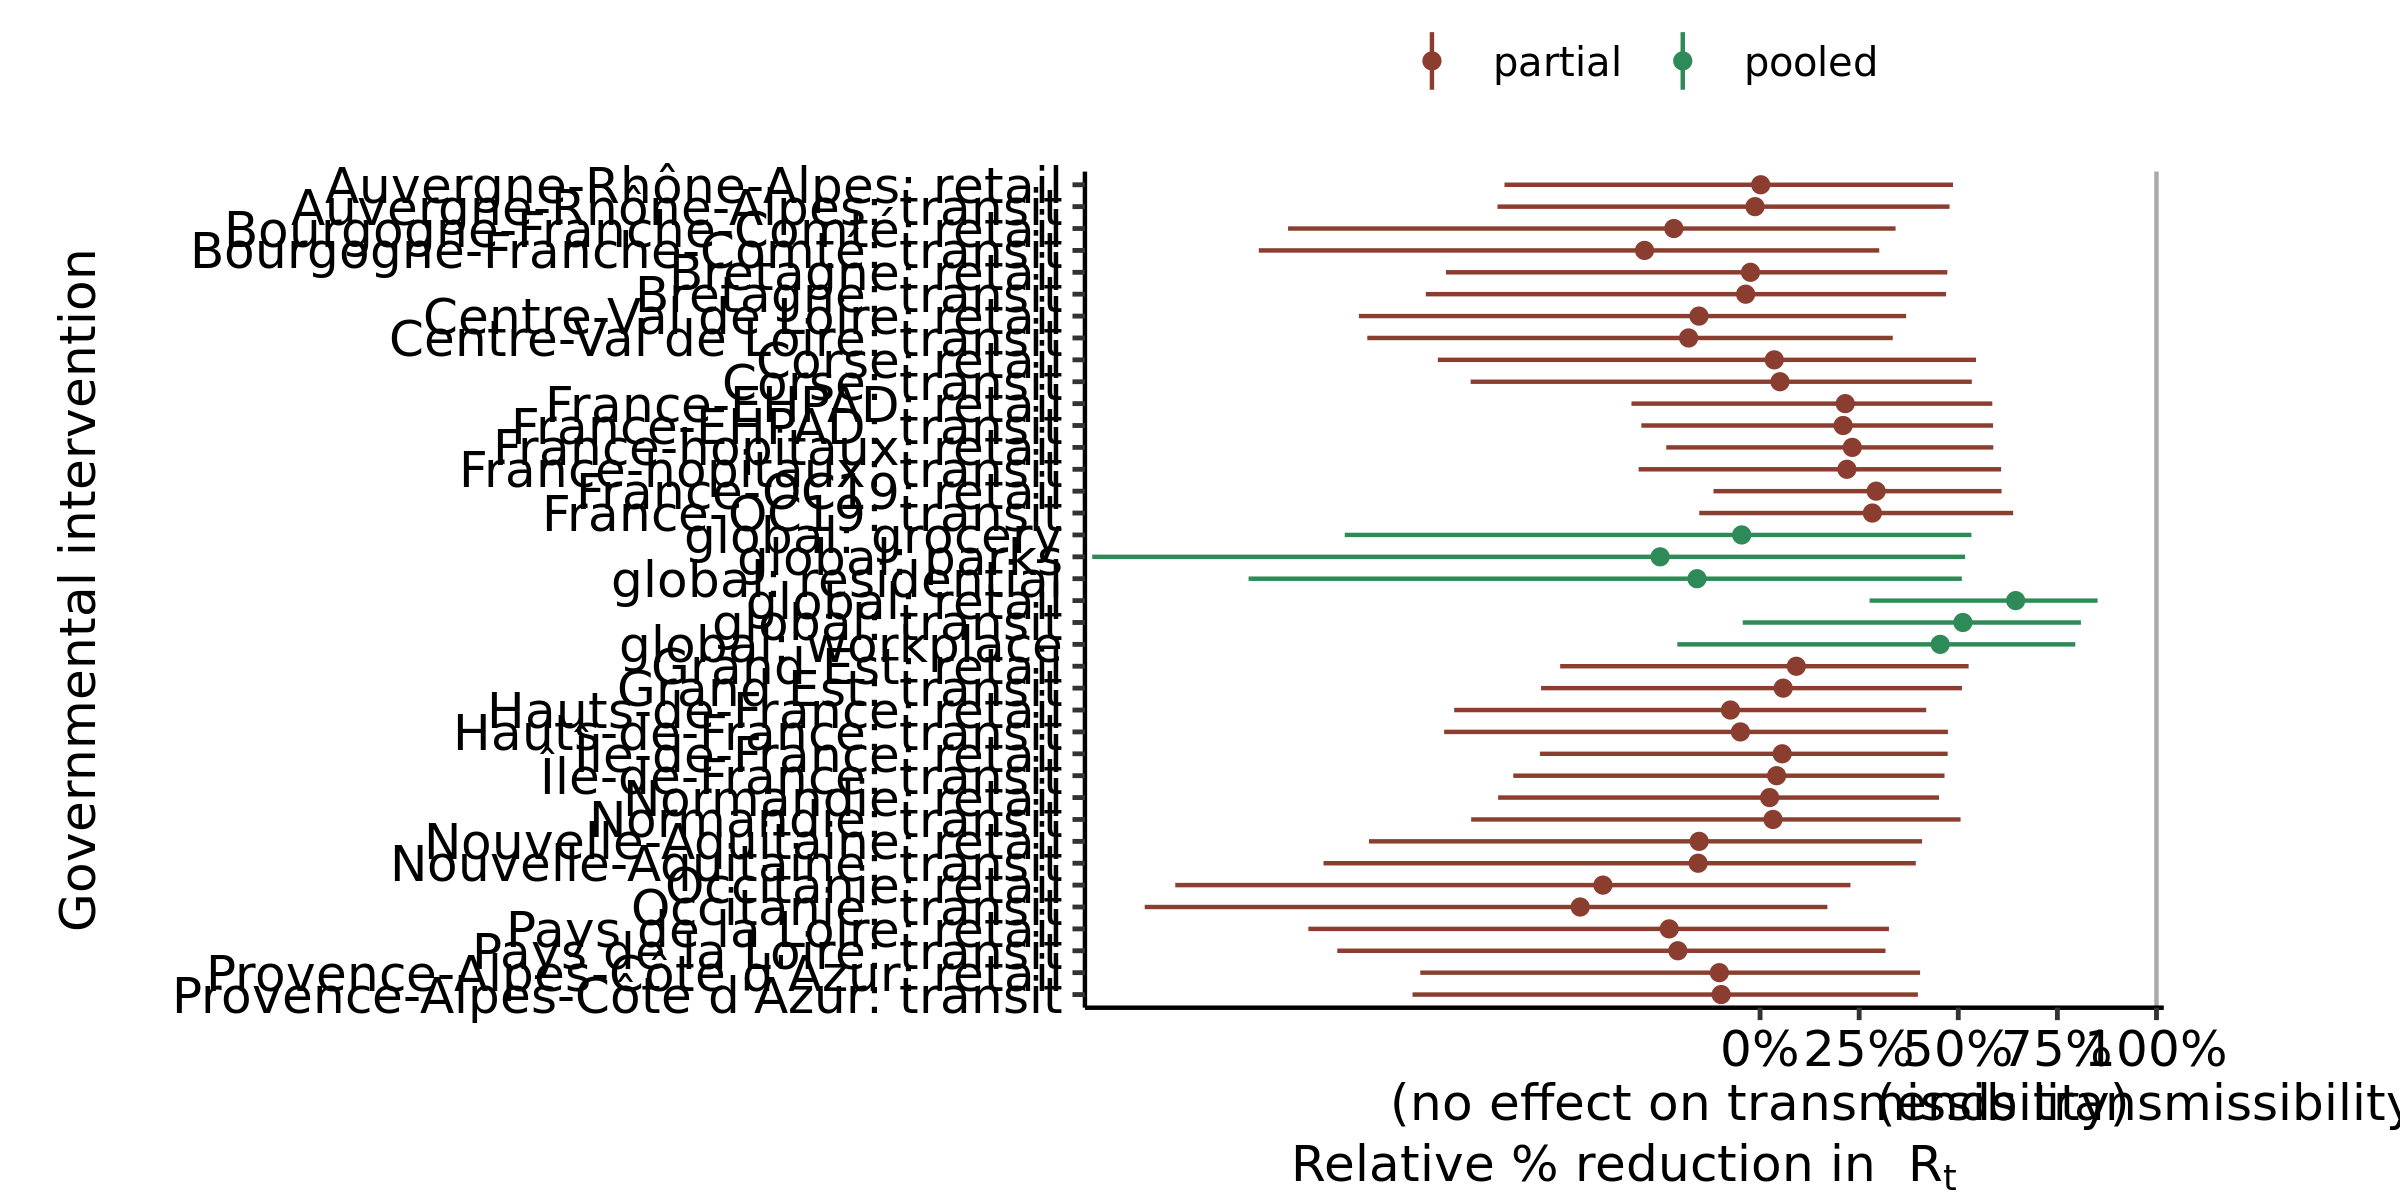 partial
pooled
Governmental intervention
Auvergne-Rhône-Alpes: retail
Auvergne-Rhône-Alpes: transit
Bourgogne-Franche-Comté: retail
Bourgogne-Franche-Comté: transit
Bretagne: retail
Bretagne: transit
Centre-Val de Loire: retail
Centre-Val de Loire: transit
Corse: retail
Corse: transit
France-EHPAD: retail
France-EHPAD: transit
France-hopitaux: retail
France-hopitaux: transit
France-OC19: retail
France-OC19: transit
global: grocery
global: parks
global: residential
global: retail
global: transit
global: workplace
Grand Est: retail
Grand Est: transit
Hauts-de-France: retail
Hauts-de-France: transit
Île-de-France: retail
Île-de-France: transit
Normandie: retail
Normandie: transit
Nouvelle-Aquitaine: retail
Nouvelle-Aquitaine: transit
Occitanie: retail
Occitanie: transit
Pays de la Loire: retail
Pays de la Loire: transit
Provence-Alpes-Côte d'Azur: retail
Provence-Alpes-Côte d'Azur: transit
0% 25% 50% 75% 100%
(no effect on transmissibility) (ends transmissibility
Relative % reduction in Rt